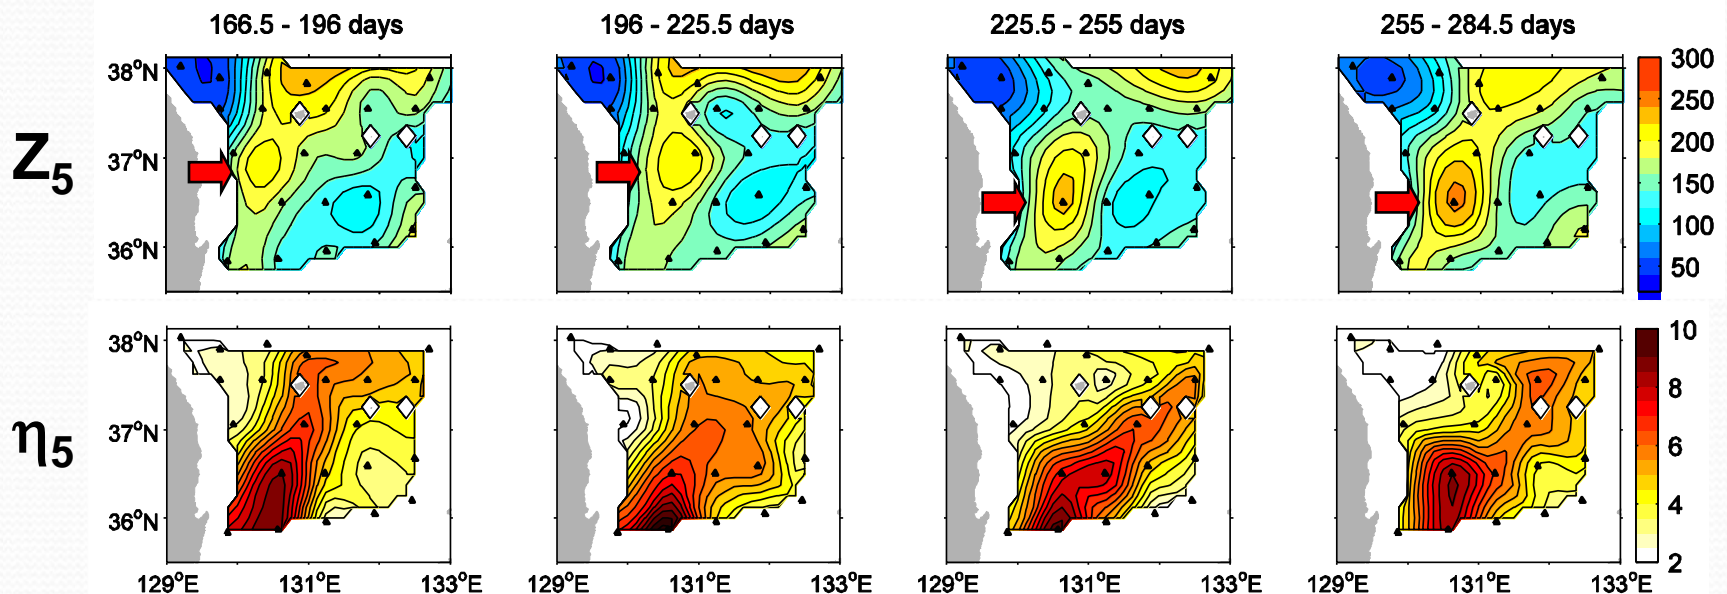 166.5 - 196 days
196 - 225.5 days
225.5 - 255 days
255 - 284.5 days
Z5
38°N
37°N
36°N
300
250
200
150
100
50
η5
38°N
37°N
36°N
10
8
6
4
2
129°E 131°E 133°E
129°E 131°E 133°E
129°E 131°E 133°E
129°E 131°E 133°E